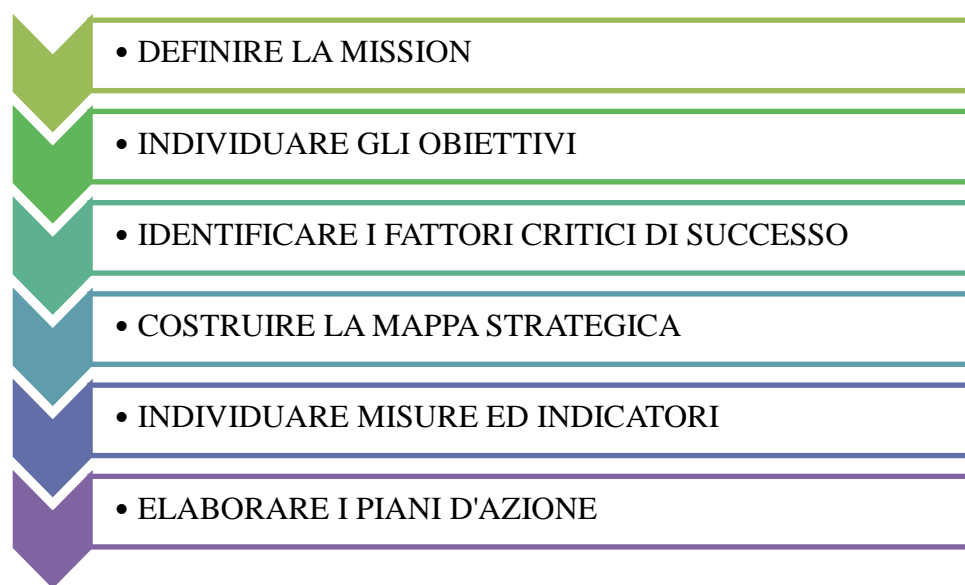 • DEFINIRE LA MISSION
• INDIVIDUARE GLI OBIETTIVI
• IDENTIFICARE I FATTORI CRITICI DI SUCCESSO
• COSTRUIRE LA MAPPA STRATEGICA
• INDIVIDUARE MISURE ED INDICATORI
• ELABORARE I PIANI D'AZIONE